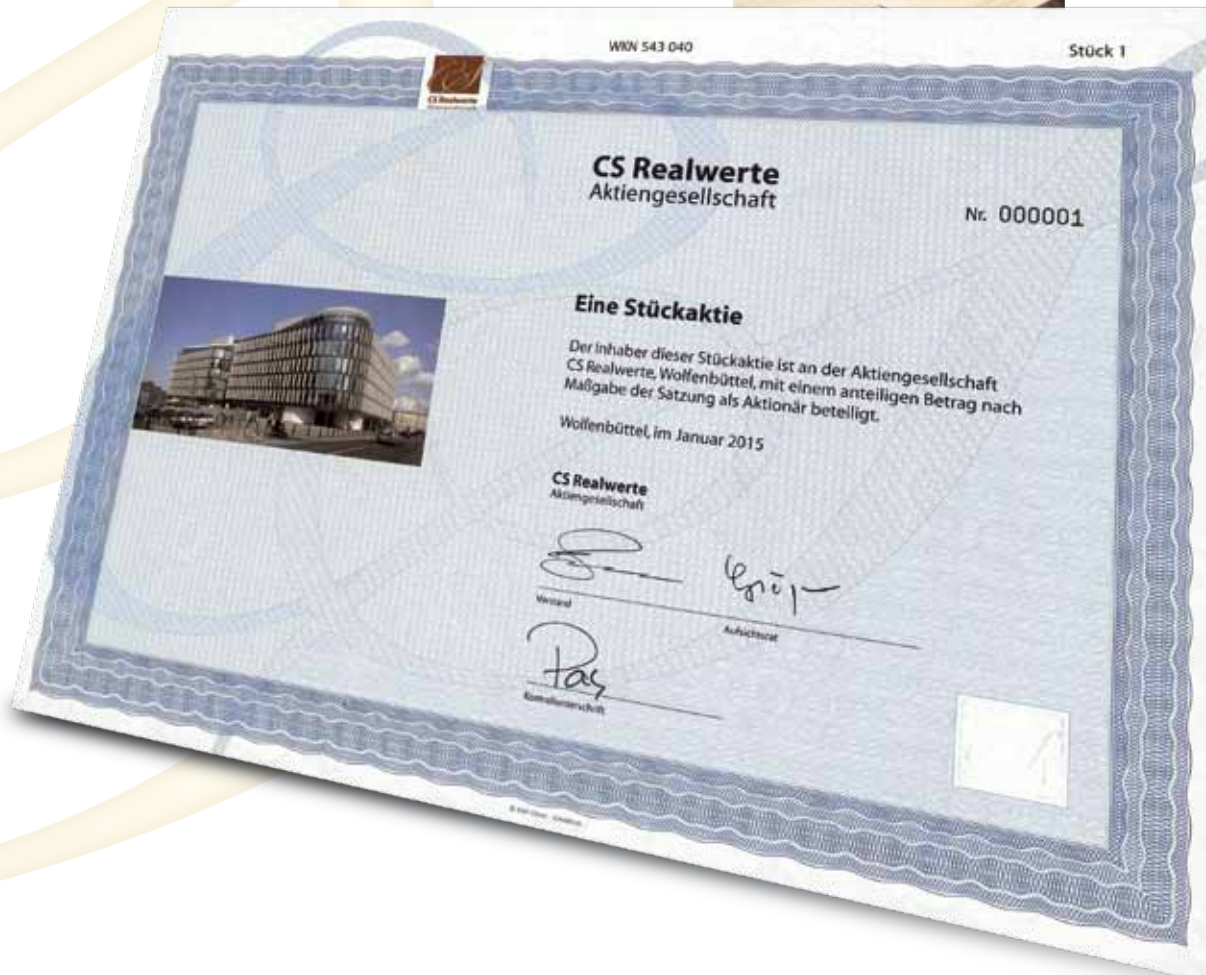 WKN 543 040
Stück 1
CS Realwerte
CS Realwerte
Aktiengesellschaft
Nr. 000001
Eine Stückaktie
Der Inhaber dieser Stückaktie ist an der Aktiengesellschaft
CS Realwerte, Wolfenbüttel, mit einem anteiligen Betrag nach
Maßgabe der Satzung als Aktionär beteiligt.
Wolfenbüttel, im Januar 2015
CS Realwerte
Aktiengesellschaft
Vorstand
Aufsichtsrat
Kontrollunterschrift